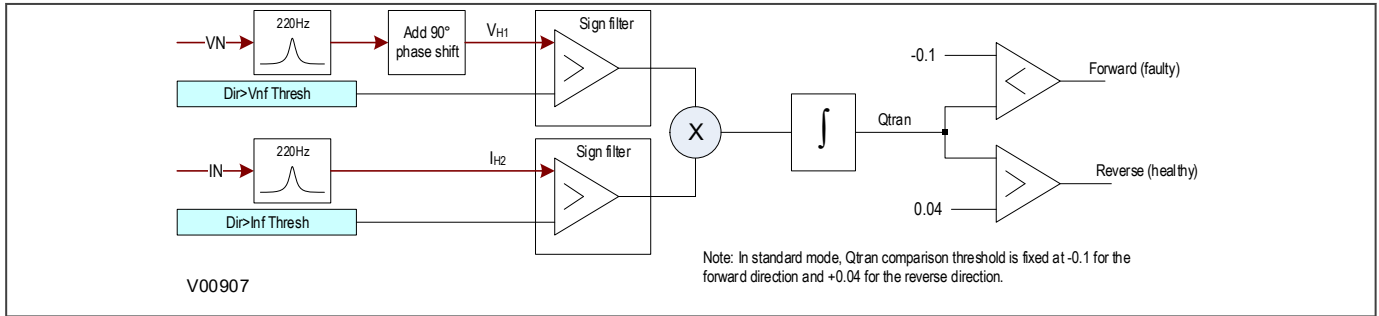 220Hz
VN
Add 90°
phase shift
VH1
Sign filter
Dir>Vnf Thresh
-0.1
Forward (faulty)
X
∫
Qtran
220Hz
IN
IH2
Sign filter
Dir>Inf Thresh
Reverse (healthy)
0.04
Note: In standard mode, Qtran comparison threshold is fixed at -0.1 for the
forward direction and +0.04 for the reverse direction.
V00907